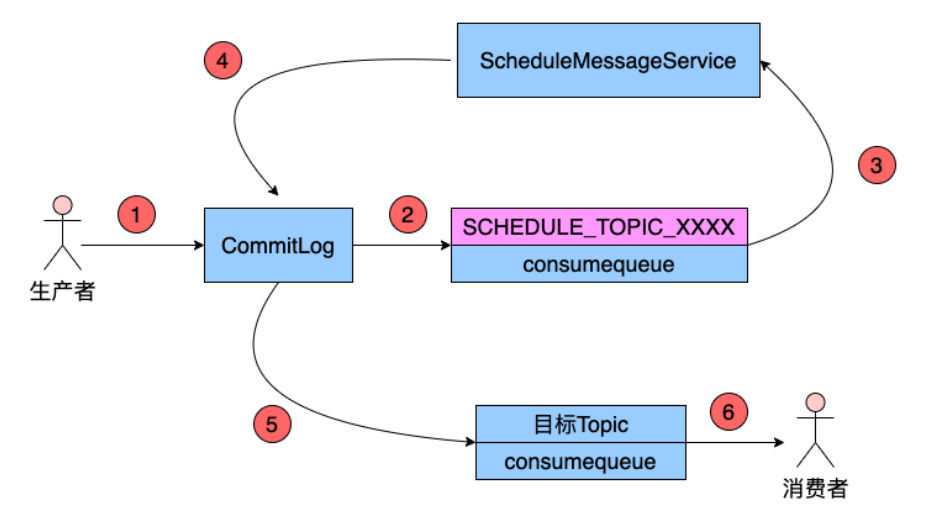 4
ScheduleMessageService
3
1
2
SCHEDULE_TOPIC_XXXX
CommitLog
consumequeue
生产者
5
目标Topic
6
consumequeue
消费者